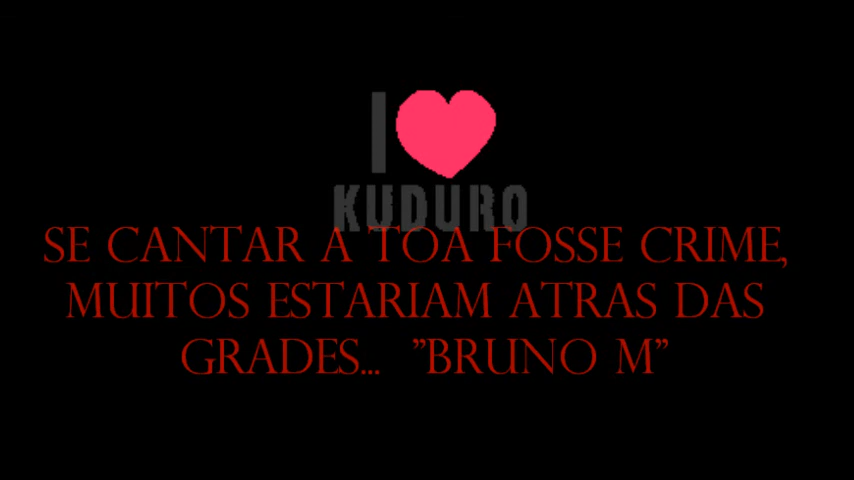 I
KUDURO
SE CANTAR A TOA FOSSE CRIME,
MUITOS ESTARIAM ATRAS DAS
GRADES... "BRUNO M"